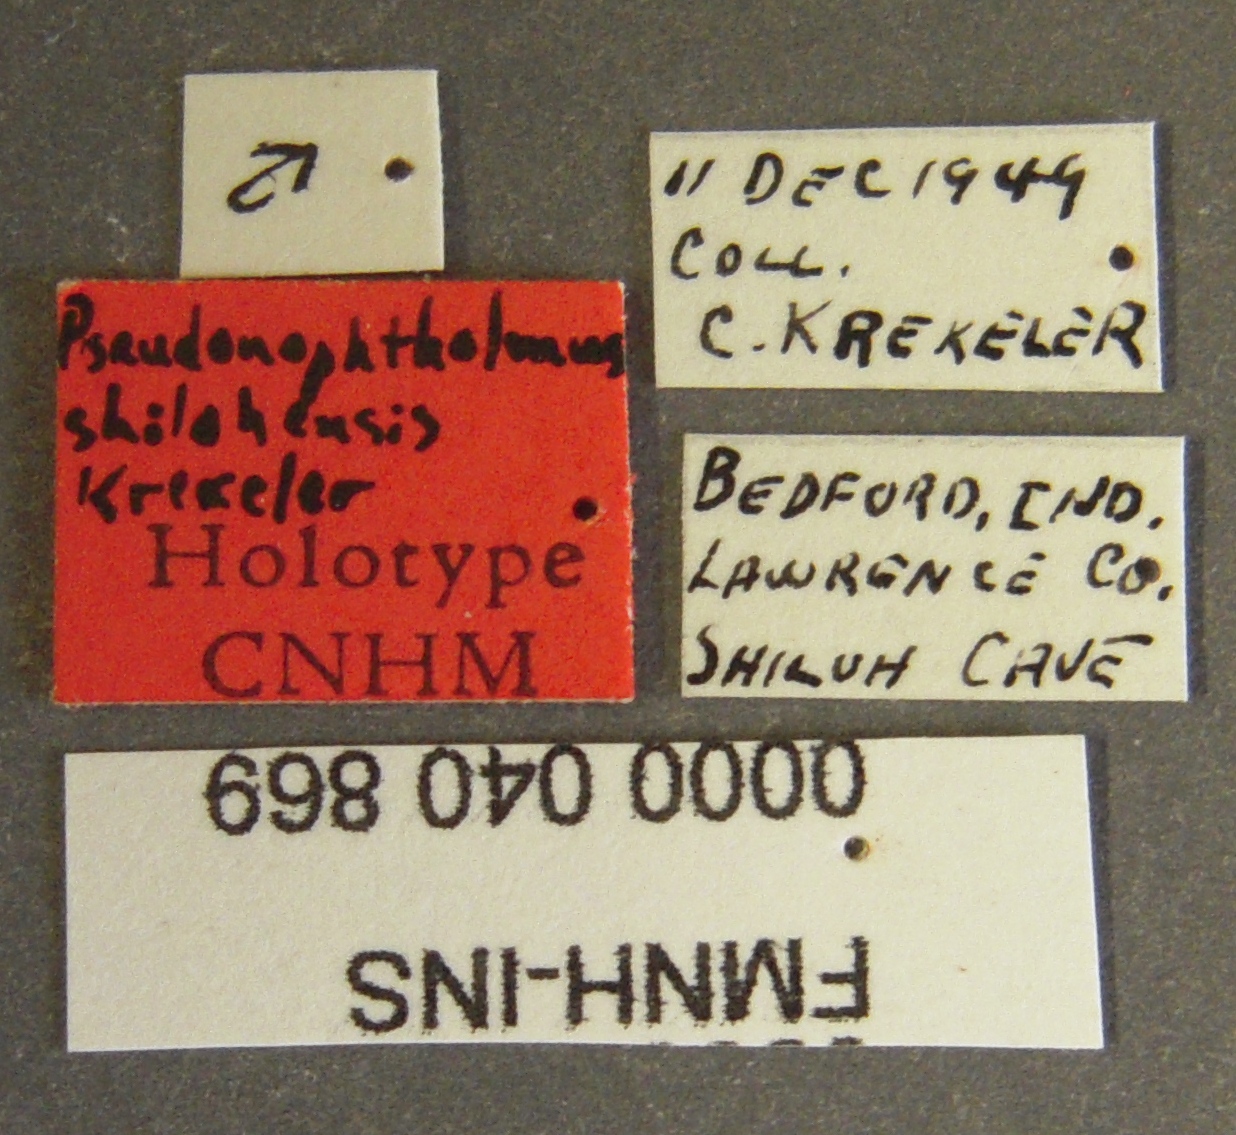 ♂
Pseudanophthalmus
shilohensis
Krekeler
Holotype
CNHM
11 DEC 1949
COLL.
C. KREKELER
BEDFORD, IND.
LAWRENCE CO.
SHILOH CAVE
FMNH-INS
0000 040 869